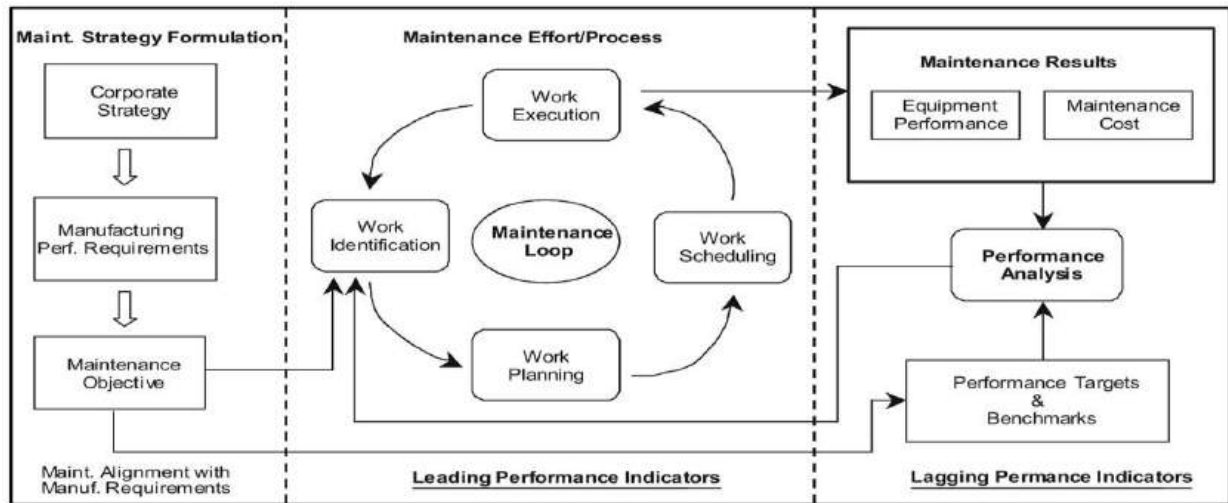 Maint. Strategy Formulation
Corporate
Strategy
Manufacturing
Perf. Requirements
Maintenance
Objective
Maint. Alignment with
Manuf. Requirements
Maintenance Effort/Process
Work
Execution
Work
Identification
Maintenance
Loop
Work
Scheduling
Work
Planning
Leading Performance Indicators
Maintenance Results
Equipment
Performance
Maintenance
Cost
Performance
Analysis
Performance Targets
&
Benchmarks
Lagging Permance Indicators